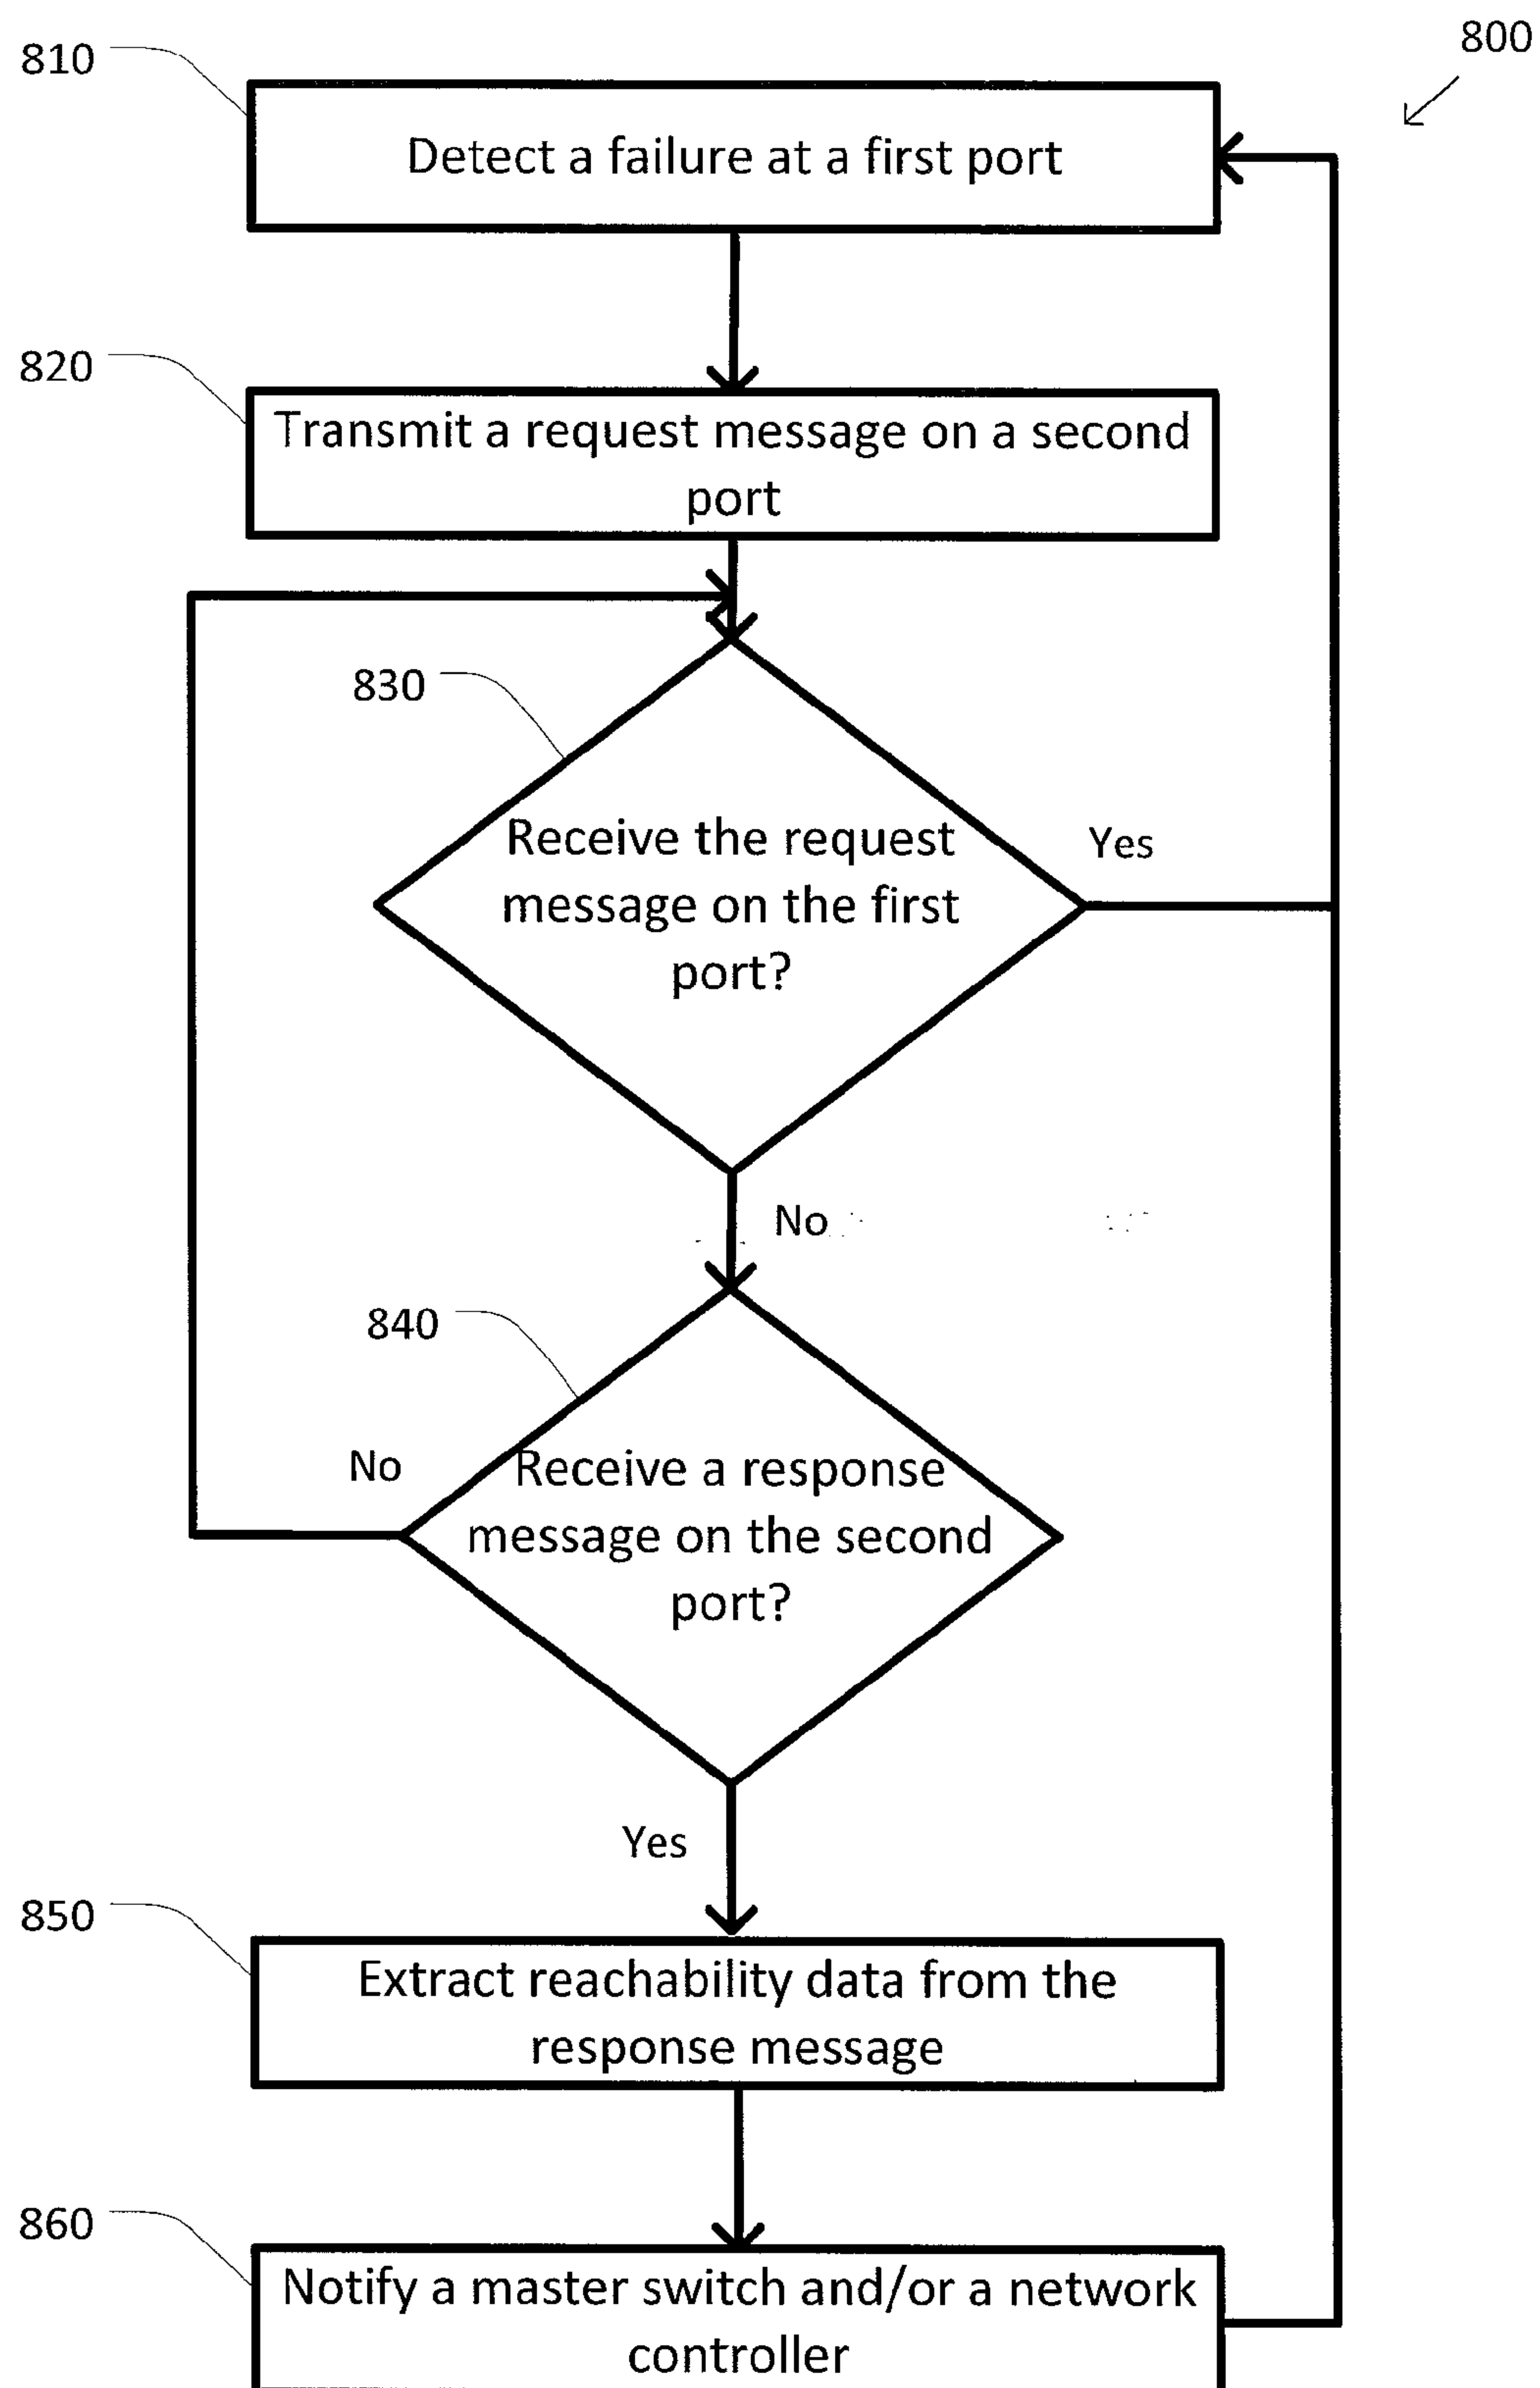 800
810
Detect a failure at a first port
820
Transmit a request message on a second
port
830
Receive the request
message on the first
port?
Yes
No
840
No
Receive a response
message on the second
port?
Yes
850
Extract reachability data from the
response message
860
Notify a master switch and/or a network
controller